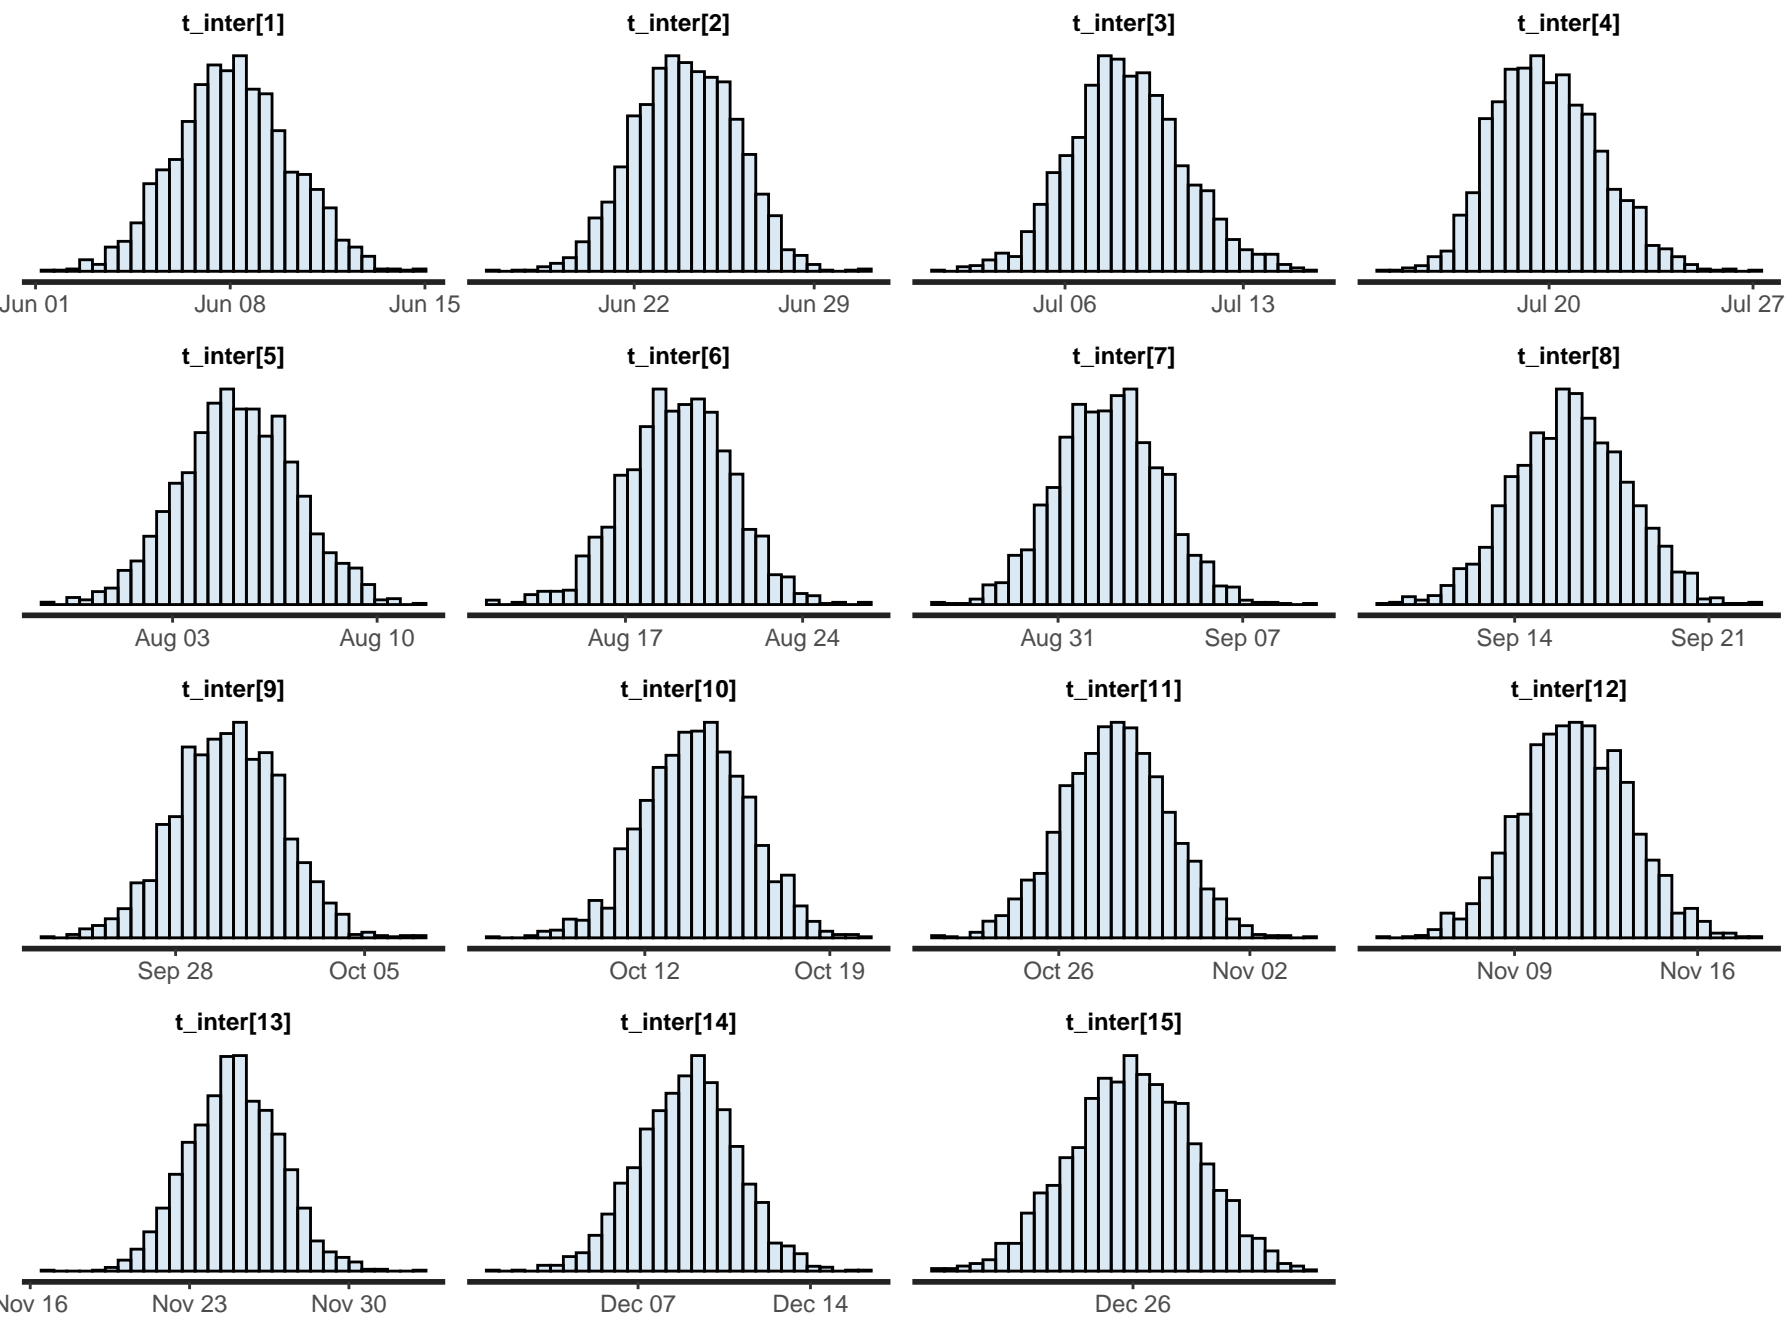 t_inter[1] t_inter[2] t_inter[3] t_inter[4]
Jun 01 Jun 08 Jun 15 Jun 22 Jun 29 Jul 06 Jul 13 Jul 20 Jul 27
t_inter[5] t_inter[6] t_inter[7] t_inter[8]
Aug 03 Aug 10 Aug 17 Aug 24 Aug 31 Sep 07 Sep 14 Sep 21
t_inter[9] t_inter[10] t_inter[11] t_inter[12]
Sep 28 Oct 05 Oct 12 Oct 19 Oct 26 Nov 02 Nov 09 Nov 16
t_inter[13] t_inter[14] t_inter[15]
Nov 16 Nov 23 Nov 30 Dec 07 Dec 14 Dec 26